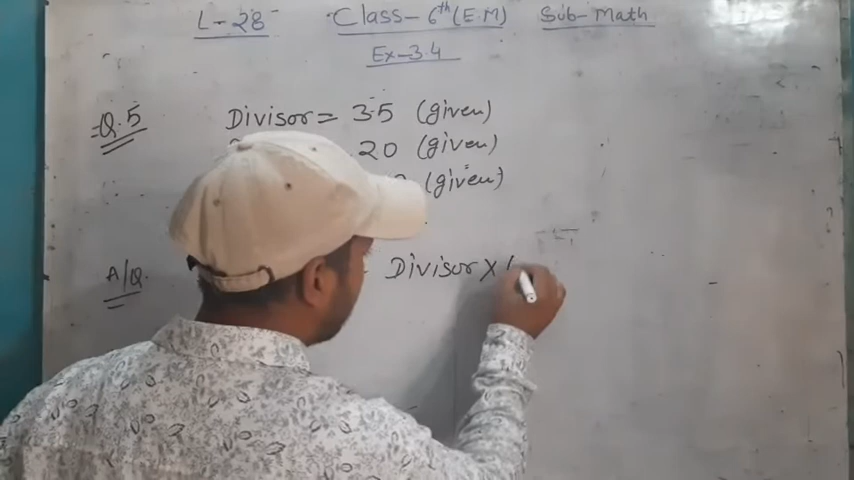 L-28 Class-6th (E.M) Sub-Math
Ex-3.4
Q.5 Divisor = 35 (given)
20 (given)
(given)
A/Q. Divisor ×